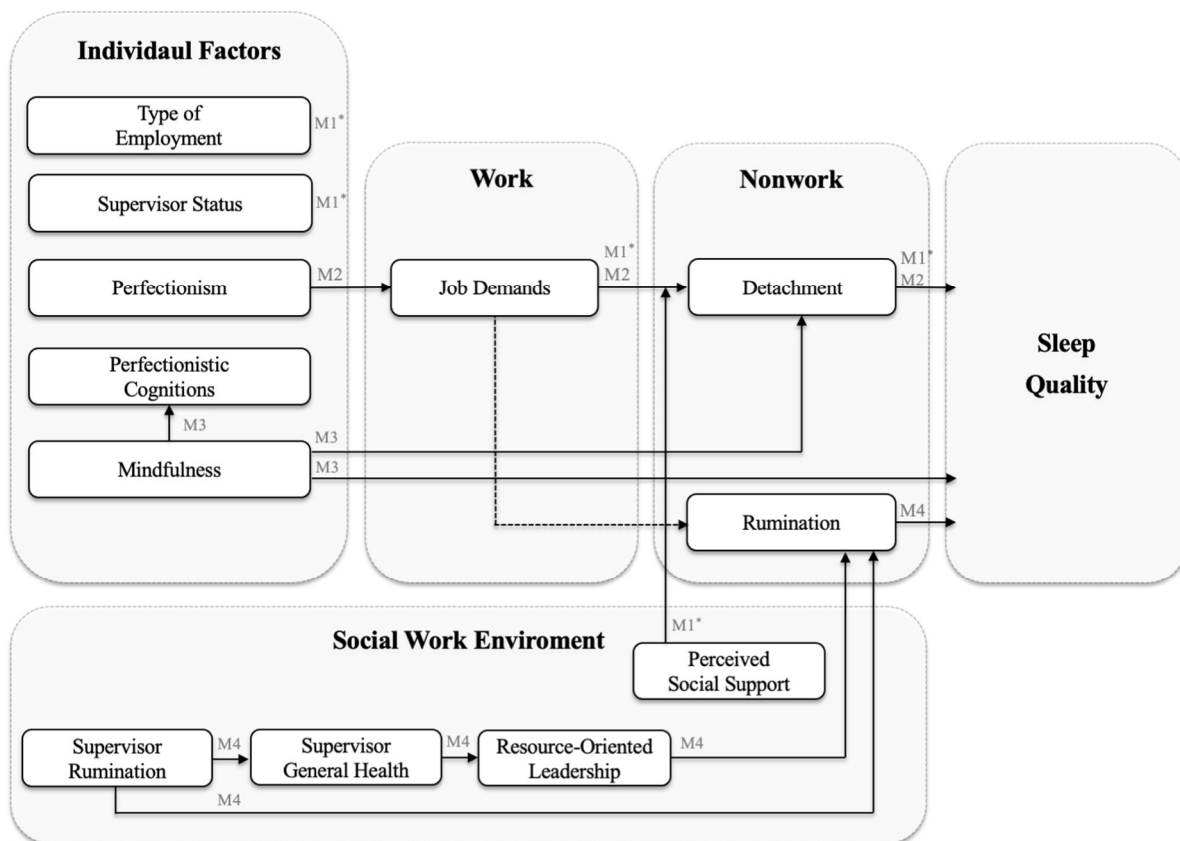 Individaul Factors
Type of
Employment
M1*
Supervisor Status
M1*
Perfectionism
M2
Perfectionistic
Cognitions
M3
Mindfulness
M3
M3
Work
Job Demands
M1*
M2
Nonwork
Detachment
M1*
M2
Rumination
M4
Sleep
Quality
Social Work Enviroment
M1*
Perceived
Social Support
Supervisor
Rumination
M4
Supervisor
General Health
M4
Resource-Oriented
Leadership
M4
M4